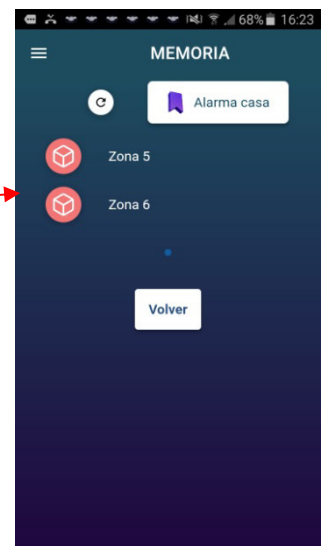 68% 16:23
MEMORIA
Alarma casa
Zona 5
Zona 6
Volver